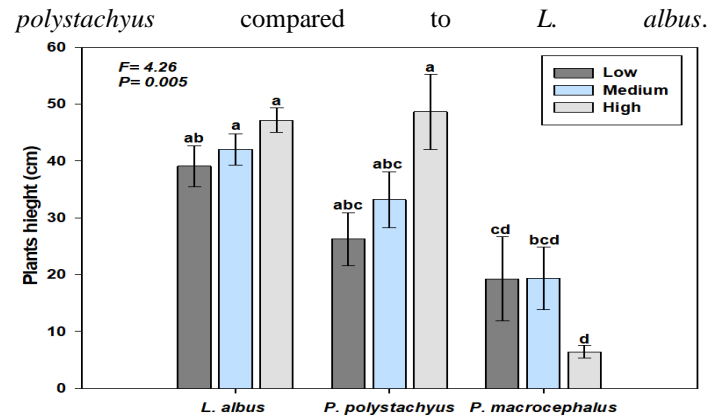 polystachyus compared to L. albus.
60
F= 4.26
P= 0.005
Low
Medium
High
50
40
30
20
10
0
Plants hieght (cm)
ab
a
a
abc
abc
a
cd
bcd
d
L. albus
P. polystachyus
P. macrocephalus